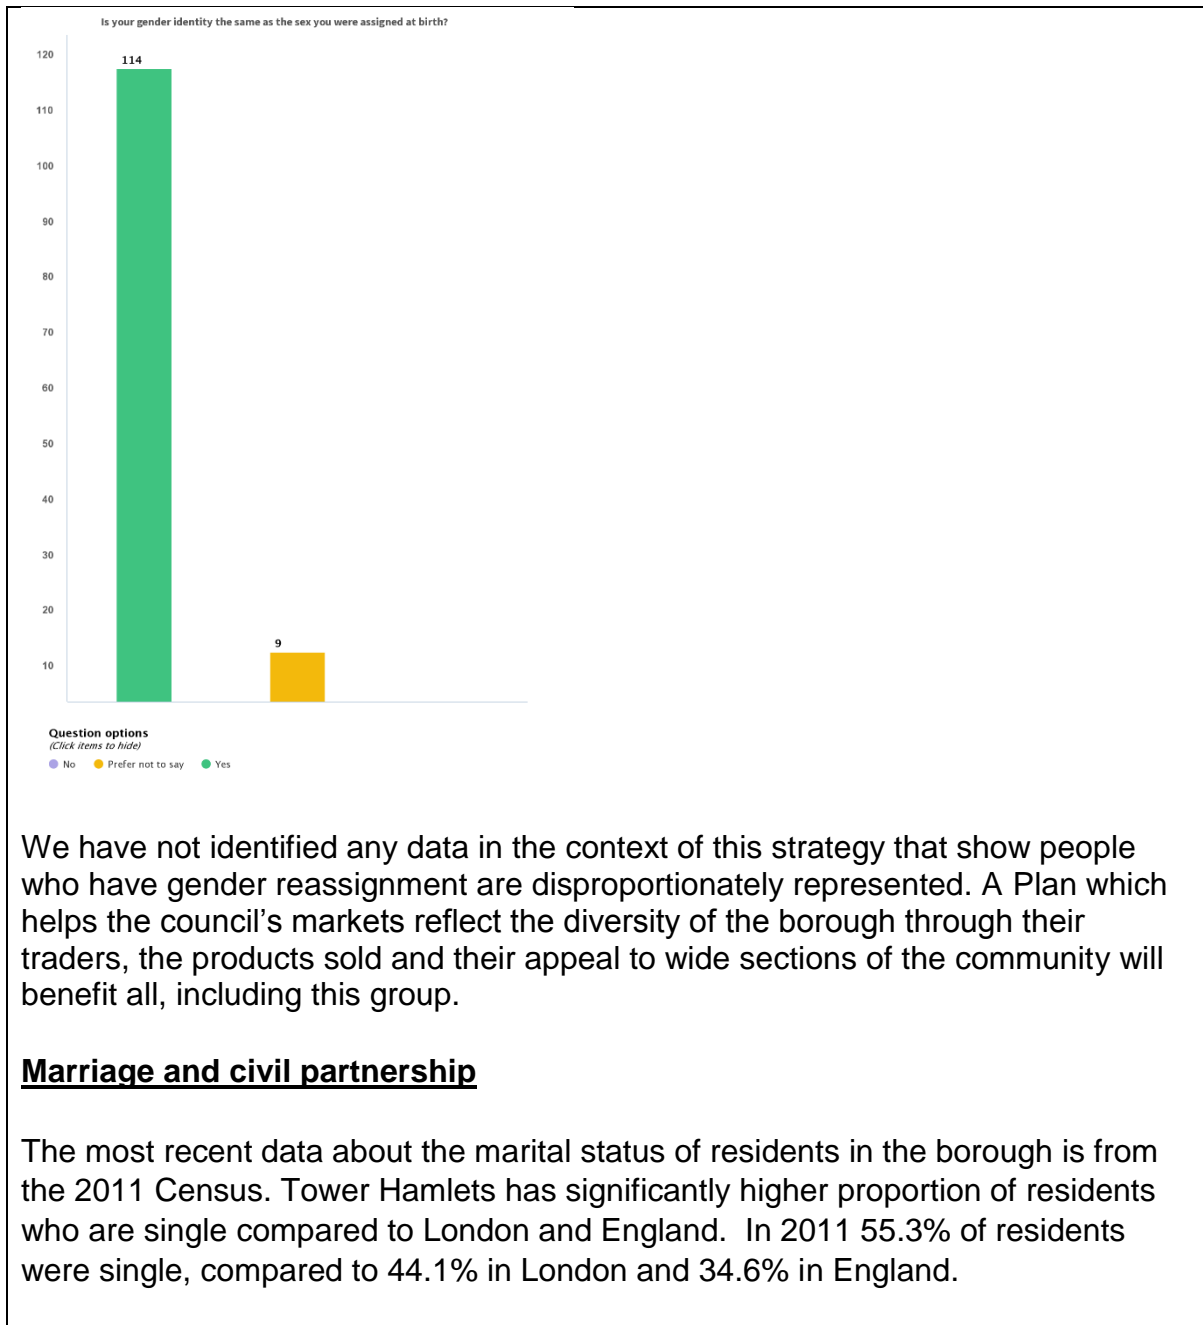 Is your gender identity the same as the sex you were assigned at birth?
120
114
110
100
90
80
70
60
50
40
30
20
9
10
Question options
(Click items to hide)
No Prefer not to say Yes
We have not identified any data in the context of this strategy that show people
who have gender reassignment are disproportionately represented. A Plan which
helps the council’s markets reflect the diversity of the borough through their
traders, the products sold and their appeal to wide sections of the community will
benefit all, including this group.
Marriage and civil partnership
The most recent data about the marital status of residents in the borough is from
the 2011 Census. Tower Hamlets has significantly higher proportion of residents
who are single compared to London and England.  In 2011 55.3% of residents
were single, compared to 44.1% in London and 34.6% in England.